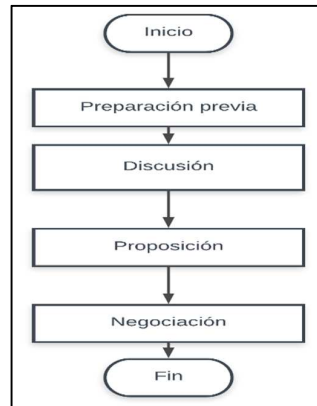 Inicio
Preparación previa
Discusión
Proposición
Negociación
Fin